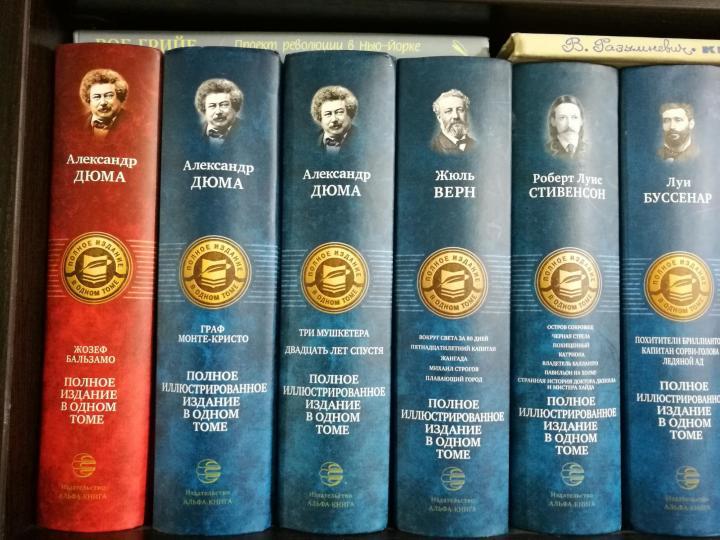 Проект революции в Нью-Йорке
В. Разумневич
Александр
ДЮМА
ПОЛНОЕ ИЗДАНИЕ
В ОДНОМ ТОМЕ
ЖОЗЕФ
БАЛЬЗАМО
ПОЛНОЕ
ИЗДАНИЕ
В ОДНОМ
ТОМЕ
Издательство
АЛЬФА-КНИГА
Александр
ДЮМА
ПОЛНОЕ ИЗДАНИЕ
В ОДНОМ ТОМЕ
ГРАФ
МОНТЕ-КРИСТО
ПОЛНОЕ
ИЛЛЮСТРИРОВАННОЕ
ИЗДАНИЕ
В ОДНОМ
ТОМЕ
Издательство
АЛЬФА-КНИГА
Александр
ДЮМА
ПОЛНОЕ ИЗДАНИЕ
В ОДНОМ ТОМЕ
ТРИ МУШКЕТЕРА
ДВАДЦАТЬ ЛЕТ СПУСТЯ
ПОЛНОЕ
ИЛЛЮСТРИРОВАННОЕ
ИЗДАНИЕ
В ОДНОМ
ТОМЕ
Издательство
АЛЬФА-КНИГА
Жюль
ВЕРН
ПОЛНОЕ ИЗДАНИЕ
В ОДНОМ ТОМЕ
ВОКРУГ СВЕТА ЗА 80 ДНЕЙ
ПЯТНАДЦАТИЛЕТНИЙ КАПИТАН
ЖАНГАДА
МИХАИЛ СТРОГОВ
ПЛАВАЮЩИЙ ГОРОД
ПОЛНОЕ
ИЛЛЮСТРИРОВАННОЕ
ИЗДАНИЕ
В ОДНОМ
ТОМЕ
Издательство
АЛЬФА-КНИГА
Роберт Луис
СТИВЕНСОН
ПОЛНОЕ ИЗДАНИЕ
В ОДНОМ ТОМЕ
ОСТРОВ СОКРОВИЩ
ЧЕРНАЯ СТРЕЛА
ПОХИЩЕННЫЙ
КАТРИОНА
ВЛАДЕТЕЛЬ БАЛЛАНТРЭ
ПАВИЛЬОН НА ХОЛМЕ
СТРАННАЯ ИСТОРИЯ ДОКТОРА ДЖЕКИЛА
И МИСТЕРА ХАЙДА
ПОЛНОЕ
ИЛЛЮСТРИРОВАННОЕ
ИЗДАНИЕ
В ОДНОМ
ТОМЕ
Издательство
АЛЬФА-КНИГА
Луи
БУССЕНАР
ПОЛНОЕ ИЗДАНИЕ
В ОДНОМ ТОМЕ
ПОХИТИТЕЛИ БРИЛЛИАНТО
КАПИТАН СОРВИ-ГОЛОВА
ЛЕДЯНОЙ АД
ПОЛНОЕ
ИЛЛЮСТРИРОВАННО
ИЗДАНИЕ
В ОДНОМ
ТОМЕ
Издательство
АЛЬФА-КНИГ